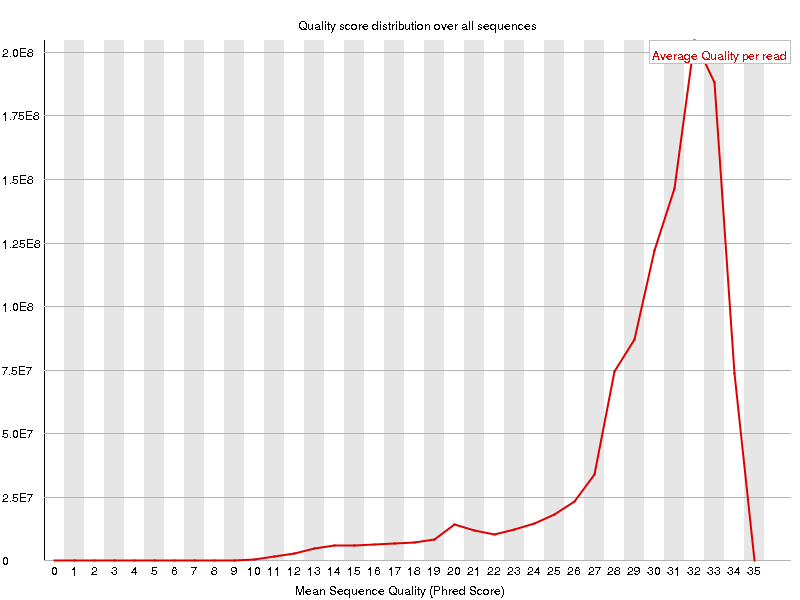 Quality score distribution over all sequences
Average Quality per read
2.0E8
1.75E8
1.5E8
1.25E8
1.0E8
7.5E7
5.0E7
2.5E7
0
0 1 2 3 4 5 6 7 8 9 10 11 12 13 14 15 16 17 18 19 20 21 22 23 24 25 26 27 28 29 30 31 32 33 34 35
Mean Sequence Quality (Phred Score)